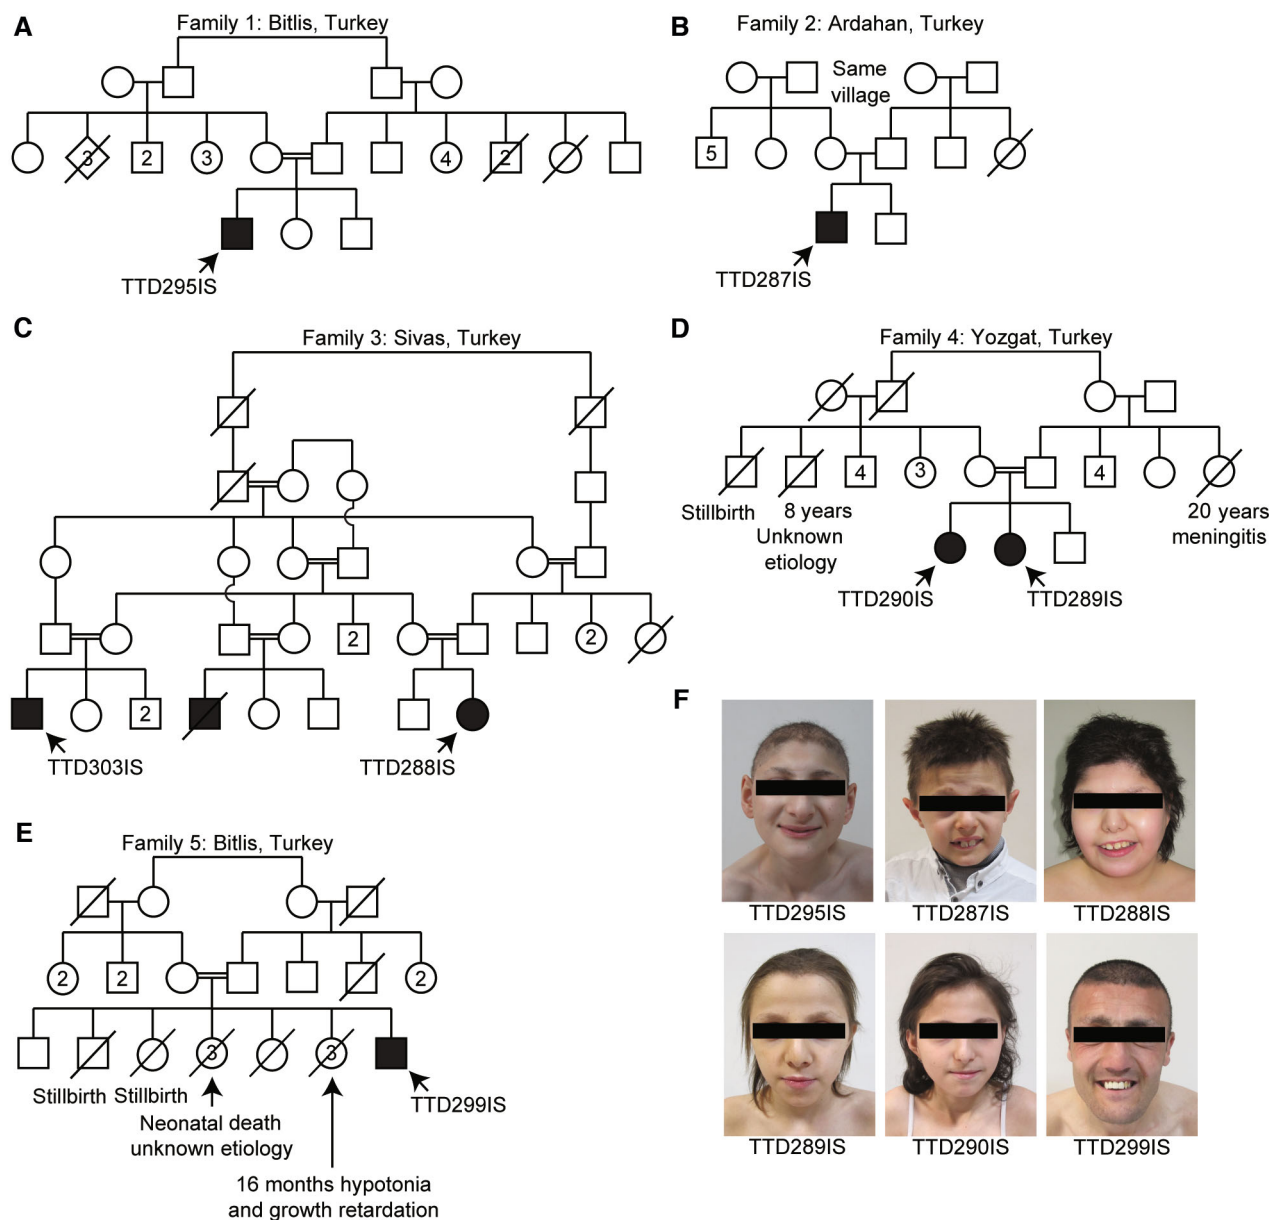 A
Family 1: Bitlis, Turkey
3
2
3
4
2
TTD295IS
B
Family 2: Ardahan, Turkey
Same
village
5
TTD287IS
C
Family 3: Sivas, Turkey
2
2
2
TTD303IS
TTD288IS
D
Family 4: Yozgat, Turkey
4
3
4
Stillbirth
8 years
Unknown
etiology
20 years
meningitis
TTD290IS
TTD289IS
E
Family 5: Bitlis, Turkey
2
2
2
3
3
Stillbirth
Stillbirth
Neonatal death
unknown etiology
TTD299IS
16 months hypotonia
and growth retardation
F
TTD295IS
TTD287IS
TTD288IS
TTD289IS
TTD290IS
TTD299IS